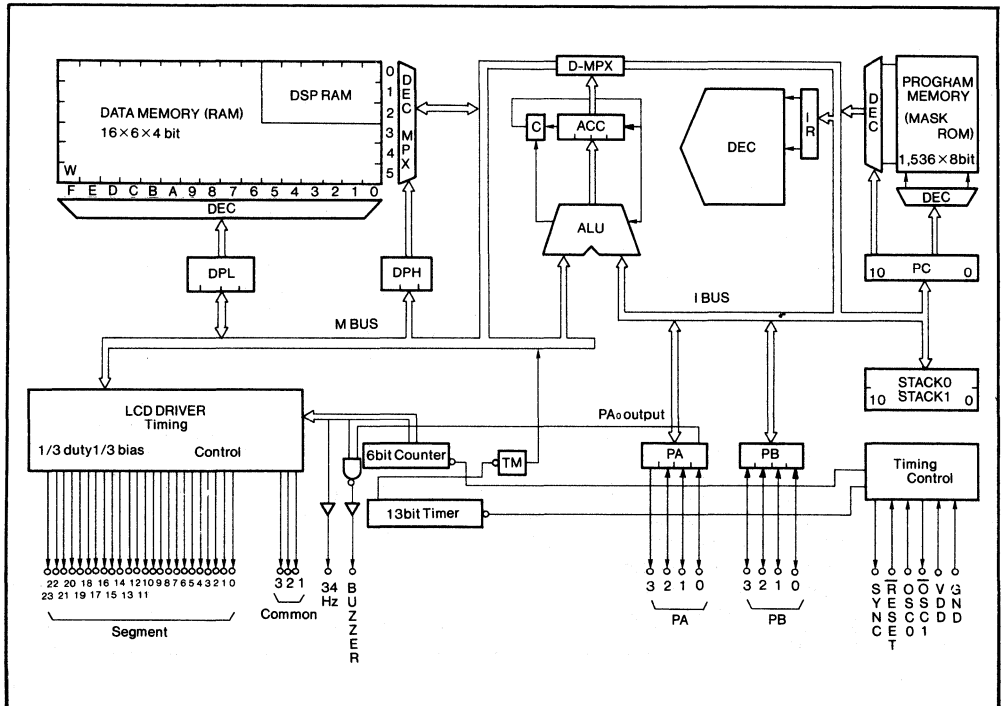 D-MPX
DATA MEMORY (RAM)
16×6×4 bit
DSP RAM
0
1
2
3
4
5
DEC MPX
W
F E D C B A 9 8 7 6 5 4 3 2 1 0
DEC
C
ACC
ALU
DEC
IR
DEC
PROGRAM
MEMORY
(MASK
ROM)
1,536×8bit
DEC
DPL
DPH
10 PC 0
I BUS
M BUS
STACK0
10 STACK1 0
LCD DRIVER
Timing
1/3 duty1/3 bias Control
PA0 output
6bit Counter
TM
PA
PB
Timing
Control
13bit Timer
22 20 18 16 14 12 10 9 8 7 6 5 4 3 2 1 0
23 21 19 17 15 13 11
Segment
3 2 1
Common
34
Hz
BUZZER
3 2 1 0
PA
3 2 1 0
PB
SYNC
R̅E̅S̅E̅T̅
OSC0
O̅S̅C̅1
VDD
GND